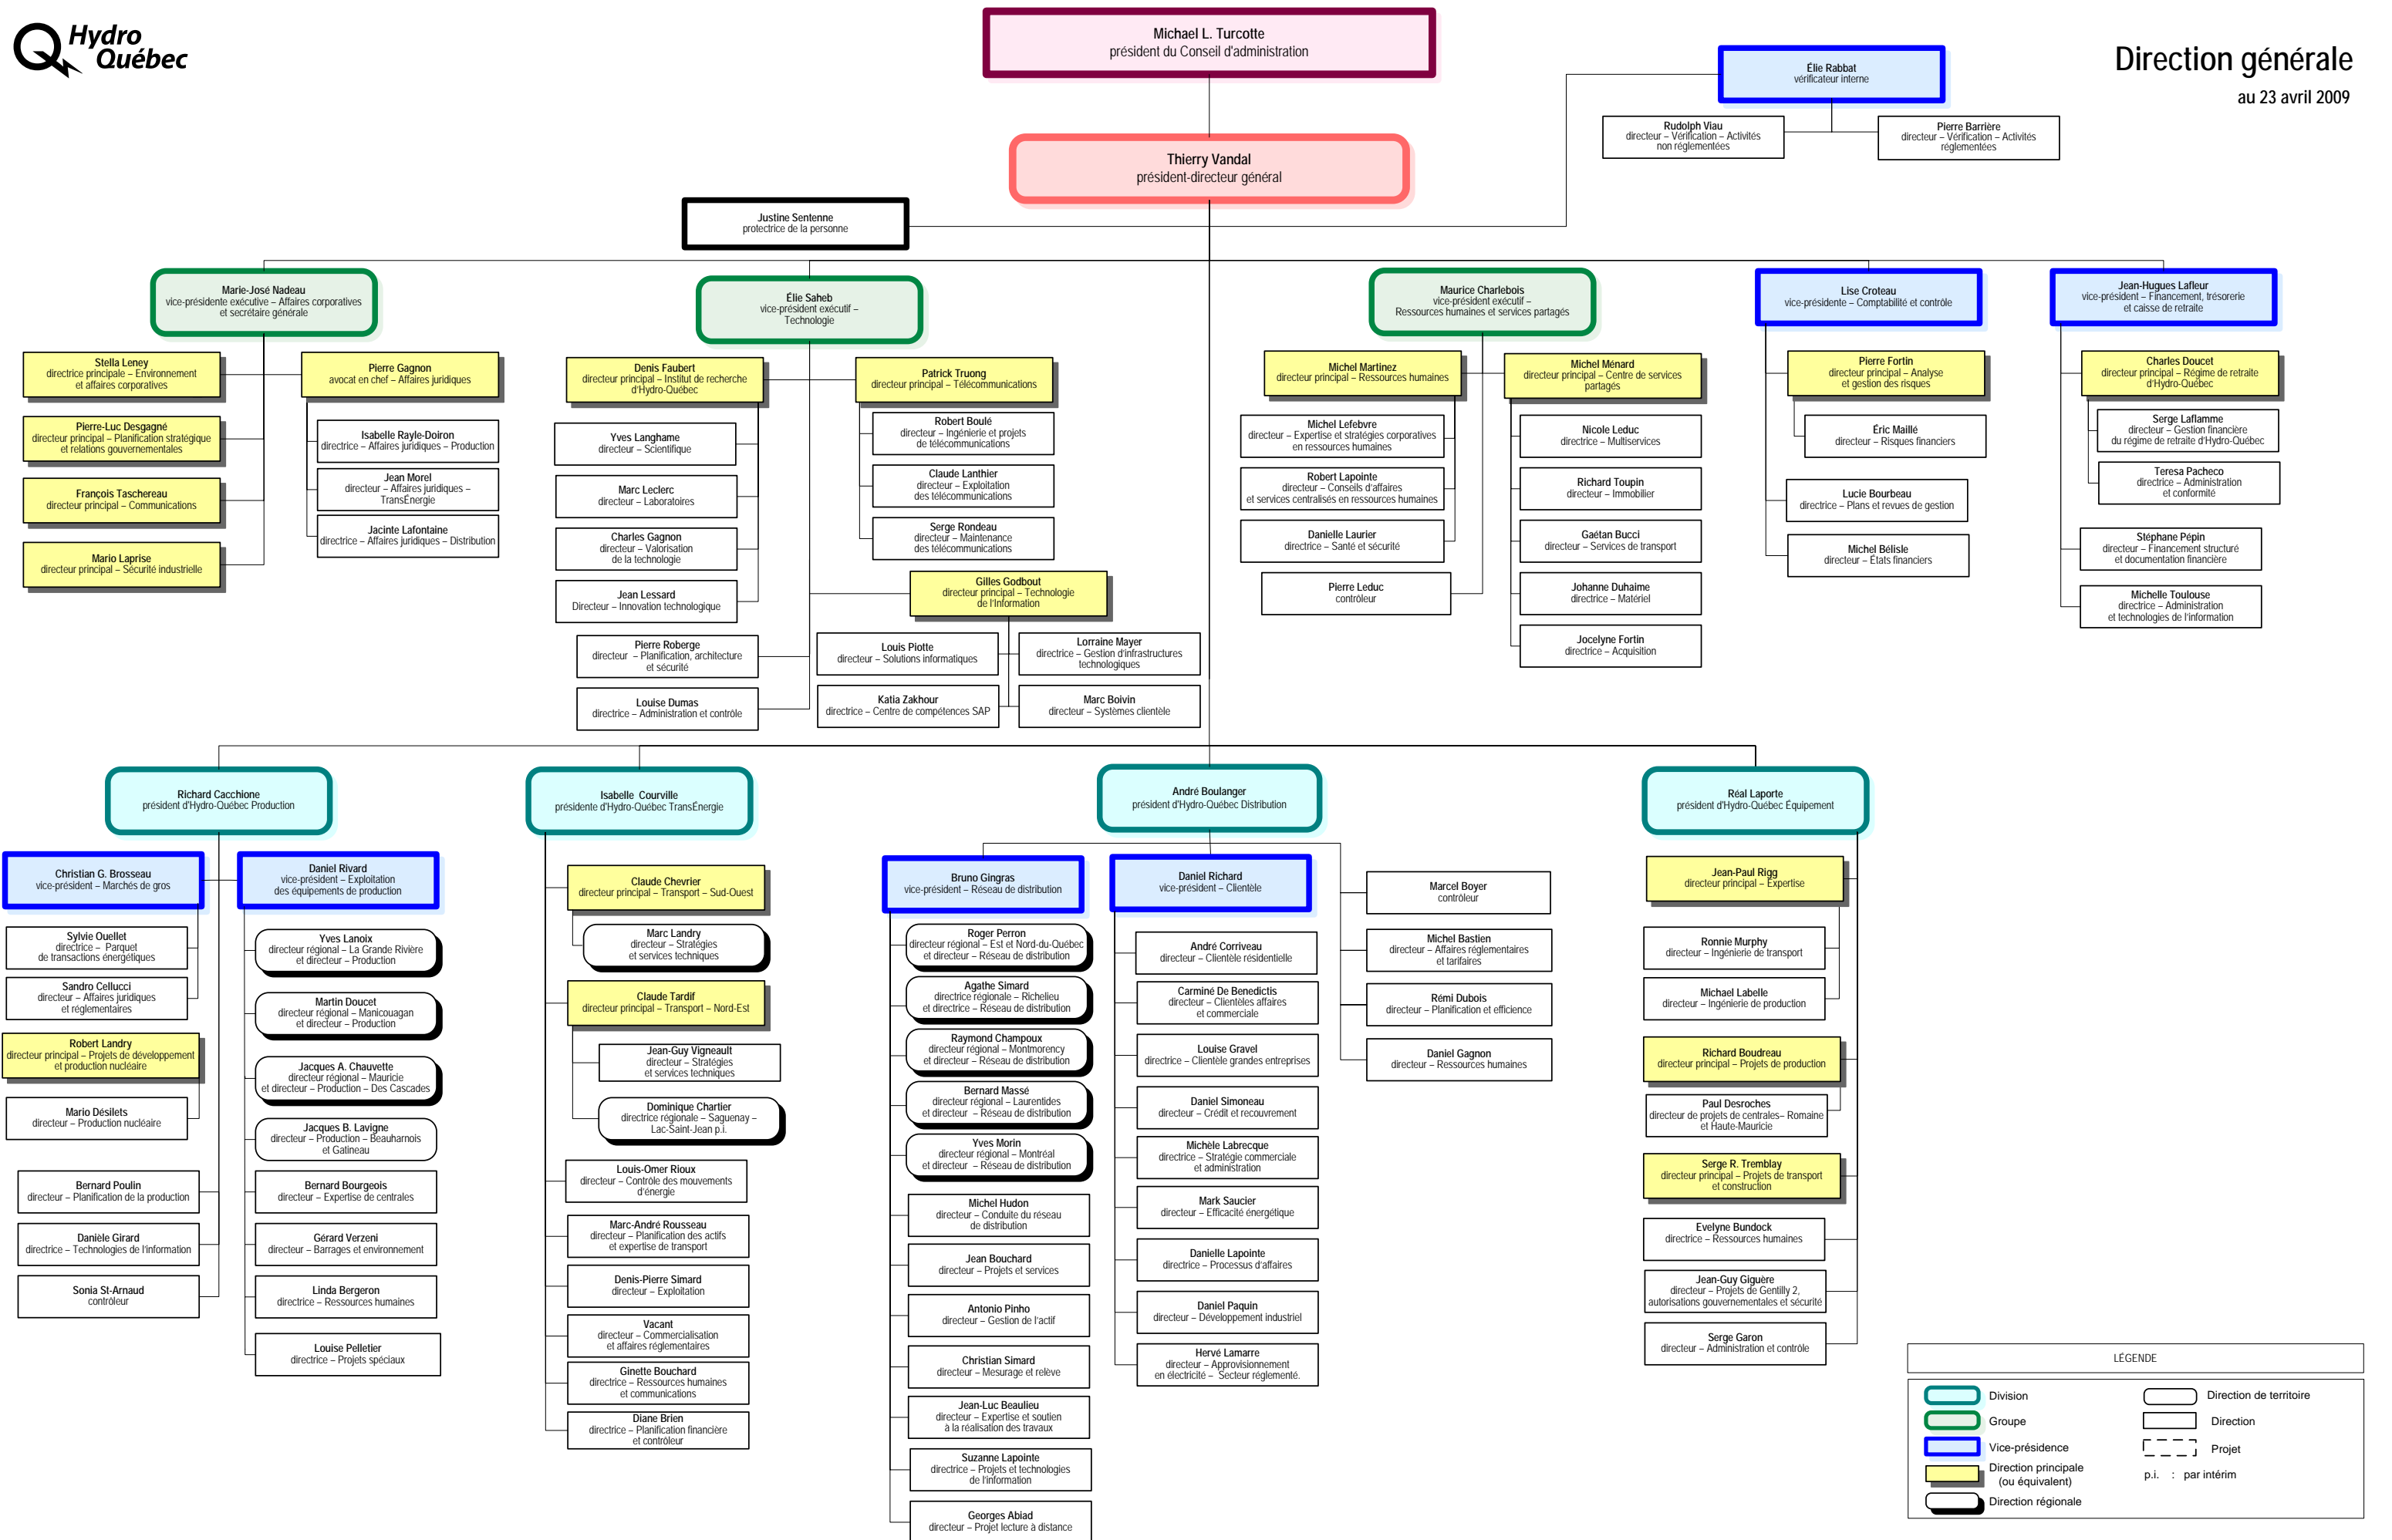 Hydro
Québec
Direction générale
au 23 avril 2009
Michael L. Turcotte
président du Conseil d'administration
Élie Rabbat
vérificateur interne
Rudolph Viau
directeur – Vérification – Activités
non réglementées
Pierre Barrière
directeur – Vérification – Activités
réglementées
Thierry Vandal
président-directeur général
Justine Sentenne
protectrice de la personne
Marie-José Nadeau
vice-présidente exécutive – Affaires corporatives
et secrétaire générale
Stella Leney
directrice principale – Environnement
et affaires corporatives
Pierre-Luc Desgagné
directeur principal – Planification stratégique
et relations gouvernementales
François Taschereau
directeur principal – Communications
Mario Laprise
directeur principal – Sécurité industrielle
Pierre Gagnon
avocat en chef – Affaires juridiques
Isabelle Rayle-Doiron
directrice – Affaires juridiques – Production
Jean Morel
directeur – Affaires juridiques –
TransÉnergie
Jacinte Lafontaine
directrice – Affaires juridiques – Distribution
Élie Saheb
vice-président exécutif –
Technologie
Denis Faubert
directeur principal – Institut de recherche
d'Hydro-Québec
Yves Langhame
directeur – Scientifique
Marc Leclerc
directeur – Laboratoires
Charles Gagnon
directeur – Valorisation
de la technologie
Jean Lessard
Directeur – Innovation technologique
Pierre Roberge
directeur – Planification, architecture
et sécurité
Louise Dumas
directrice – Administration et contrôle
Patrick Truong
directeur principal – Télécommunications
Robert Boulé
directeur – Ingénierie et projets
de télécommunications
Claude Lanthier
directeur – Exploitation
des télécommunications
Serge Rondeau
directeur – Maintenance
des télécommunications
Gilles Godbout
directeur principal – Technologie
de l'Information
Louis Piotte
directeur – Solutions informatiques
Lorraine Mayer
directrice – Gestion d'infrastructures
technologiques
Katia Zakhour
directrice – Centre de compétences SAP
Marc Boivin
directeur – Systèmes clientèle
Maurice Charlebois
vice-président exécutif –
Ressources humaines et services partagés
Michel Martinez
directeur principal – Ressources humaines
Michel Lefebvre
directeur – Expertise et stratégies corporatives
en ressources humaines
Robert Lapointe
directeur – Conseils d'affaires
et services centralisés en ressources humaines
Danielle Laurier
directrice – Santé et sécurité
Pierre Leduc
contrôleur
Michel Ménard
directeur principal – Centre de services
partagés
Nicole Leduc
directrice – Multiservices
Richard Toupin
directeur – Immobilier
Gaétan Bucci
directeur – Services de transport
Johanne Duhaime
directrice – Matériel
Jocelyne Fortin
directrice – Acquisition
Lise Croteau
vice-présidente – Comptabilité et contrôle
Pierre Fortin
directeur principal – Analyse
et gestion des risques
Éric Maillé
directeur – Risques financiers
Lucie Bourbeau
directrice – Plans et revues de gestion
Michel Bélisle
directeur – États financiers
Jean-Hugues Lafleur
vice-président – Financement, trésorerie
et caisse de retraite
Charles Doucet
directeur principal – Régime de retraite
d'Hydro-Québec
Serge Laflamme
directeur – Gestion financière
du régime de retraite d'Hydro-Québec
Teresa Pacheco
directrice – Administration
et conformité
Stéphane Pépin
directeur – Financement structuré
et documentation financière
Michelle Toulouse
directrice – Administration
et technologies de l'information
Richard Cacchione
président d'Hydro-Québec Production
Christian G. Brosseau
vice-président – Marchés de gros
Sylvie Ouellet
directrice – Parquet
de transactions énergétiques
Sandro Cellucci
directeur – Affaires juridiques
et réglementaires
Robert Landry
directeur principal – Projets de développement
et production nucléaire
Mario Désilets
directeur – Production nucléaire
Bernard Poulin
directeur – Planification de la production
Danièle Girard
directrice – Technologies de l'information
Sonia St-Arnaud
contrôleur
Daniel Rivard
vice-président – Exploitation
des équipements de production
Yves Lanoix
directeur régional – La Grande Rivière
et directeur – Production
Martin Doucet
directeur régional – Manicouagan
et directeur – Production
Jacques A. Chauvette
directeur régional – Mauricie
et directeur – Production – Des Cascades
Jacques B. Lavigne
directeur – Production – Beauharnois
et Gatineau
Bernard Bourgeois
directeur – Expertise de centrales
Gérard Verzeni
directeur – Barrages et environnement
Linda Bergeron
directrice – Ressources humaines
Louise Pelletier
directrice – Projets spéciaux
Isabelle Courville
présidente d'Hydro-Québec TransÉnergie
Claude Chevrier
directeur principal – Transport – Sud-Ouest
Marc Landry
directeur – Stratégies
et services techniques
Claude Tardif
directeur principal – Transport – Nord-Est
Jean-Guy Vigneault
directeur – Stratégies
et services techniques
Dominique Chartier
directrice régionale – Saguenay –
Lac-Saint-Jean p.i.
Louis-Omer Rioux
directeur – Contrôle des mouvements
d'énergie
Marc-André Rousseau
directeur – Planification des actifs
et expertise de transport
Denis-Pierre Simard
directeur – Exploitation
Vacant
directeur – Commercialisation
et affaires réglementaires
Ginette Bouchard
directrice – Ressources humaines
et communications
Diane Brien
directrice – Planification financière
et contrôleur
André Boulanger
président d'Hydro-Québec Distribution
Bruno Gingras
vice-président – Réseau de distribution
Roger Perron
directeur régional – Est et Nord-du-Québec
et directeur – Réseau de distribution
Agathe Simard
directrice régionale – Richelieu
et directrice – Réseau de distribution
Raymond Champoux
directeur régional – Montmorency
et directeur – Réseau de distribution
Bernard Massé
directeur régional – Laurentides
et directeur – Réseau de distribution
Yves Morin
directeur régional – Montréal
et directeur – Réseau de distribution
Michel Hudon
directeur – Conduite du réseau
de distribution
Jean Bouchard
directeur – Projets et services
Antonio Pinho
directeur – Gestion de l'actif
Christian Simard
directeur – Mesurage et relève
Jean-Luc Beaulieu
directeur – Expertise et soutien
à la réalisation des travaux
Suzanne Lapointe
directrice – Projets et technologies
de l'information
Georges Abiad
directeur – Projet lecture à distance
Daniel Richard
vice-président – Clientèle
André Corriveau
directeur – Clientèle résidentielle
Carminé De Benedictis
directeur – Clientèles affaires
et commerciale
Louise Gravel
directrice – Clientèle grandes entreprises
Daniel Simoneau
directeur – Crédit et recouvrement
Michèle Labrecque
directrice – Stratégie commerciale
et administration
Mark Saucier
directeur – Efficacité énergétique
Danielle Lapointe
directrice – Processus d'affaires
Daniel Paquin
directeur – Développement industriel
Hervé Lamarre
directeur – Approvisionnement
en électricité – Secteur réglementé.
Marcel Boyer
contrôleur
Michel Bastien
directeur – Affaires réglementaires
et tarifaires
Rémi Dubois
directeur – Planification et efficience
Daniel Gagnon
directeur – Ressources humaines
Réal Laporte
président d'Hydro-Québec Équipement
Jean-Paul Rigg
directeur principal – Expertise
Ronnie Murphy
directeur – Ingénierie de transport
Michael Labelle
directeur – Ingénierie de production
Richard Boudreau
directeur principal – Projets de production
Paul Desroches
directeur de projets de centrales– Romaine
et Haute-Mauricie
Serge R. Tremblay
directeur principal – Projets de transport
et construction
Evelyne Bundock
directrice – Ressources humaines
Jean-Guy Giguère
directeur – Projets de Gentilly 2,
autorisations gouvernementales et sécurité
Serge Garon
directeur – Administration et contrôle
LÉGENDE
Division
Groupe
Vice-présidence
Direction principale
(ou équivalent)
Direction régionale
Direction de territoire
Direction
Projet
p.i. : par intérim